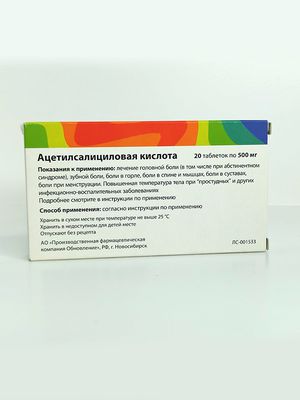 Ацетилсалициловая кислота 20 таблеток по 500 мг
Показания к применению: лечение головной боли (в том числе при абстинентном
синдроме), зубной боли, боли в горле, боли в спине и мышцах, боли в суставах,
боли при менструации. Повышенная температура тела при "простудных" и других
инфекционно-воспалительных заболеваниях
Подробнее смотрите в инструкции по применению
Способ применения: согласно инструкции по применению
Хранить в сухом месте при температуре не выше 25 °С
Хранить в недоступном для детей месте
Отпускают без рецепта
АО «Производственная фармацевтическая
компания Обновление», РФ, г. Новосибирск
ЛС-001533